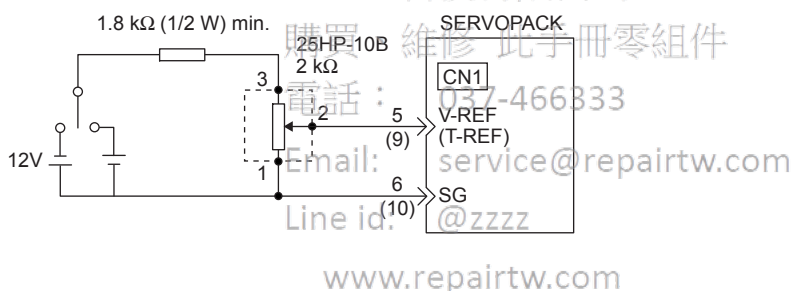 1.8 kΩ (1/2 W) min.
SERVOPACK
購買、維修 此手冊零組件
25HP-10B
2 kΩ
CN1
3
電話： 037-466333
2
5
V-REF
(9)
(T-REF)
12V
Email: service@repairtw.com
1
6
SG
(10)
Line id: @zzzz
www.repairtw.com